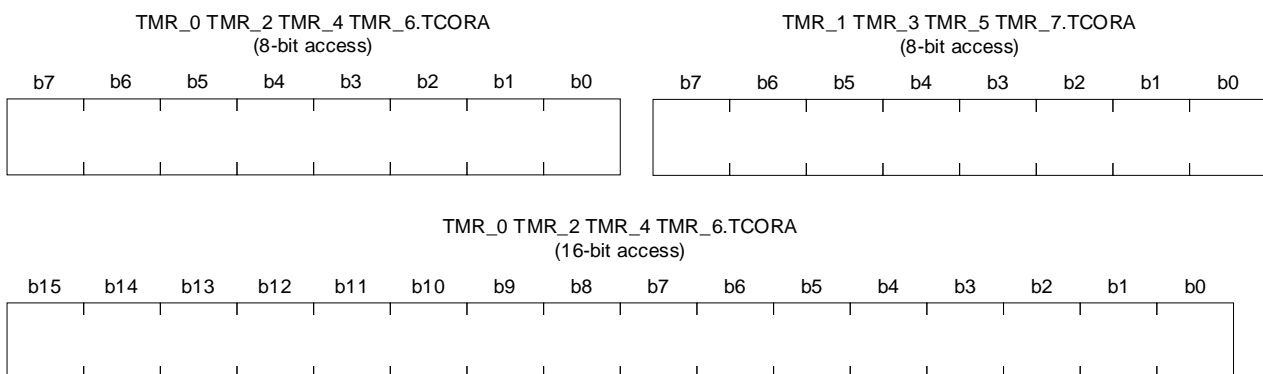 TMR_0 TMR_2 TMR_4 TMR_6.TCORA
(8-bit access)
b7 b6 b5 b4 b3 b2 b1 b0
TMR_1 TMR_3 TMR_5 TMR_7.TCORA
(8-bit access)
b7 b6 b5 b4 b3 b2 b1 b0
TMR_0 TMR_2 TMR_4 TMR_6.TCORA
(16-bit access)
b15 b14 b13 b12 b11 b10 b9 b8 b7 b6 b5 b4 b3 b2 b1 b0